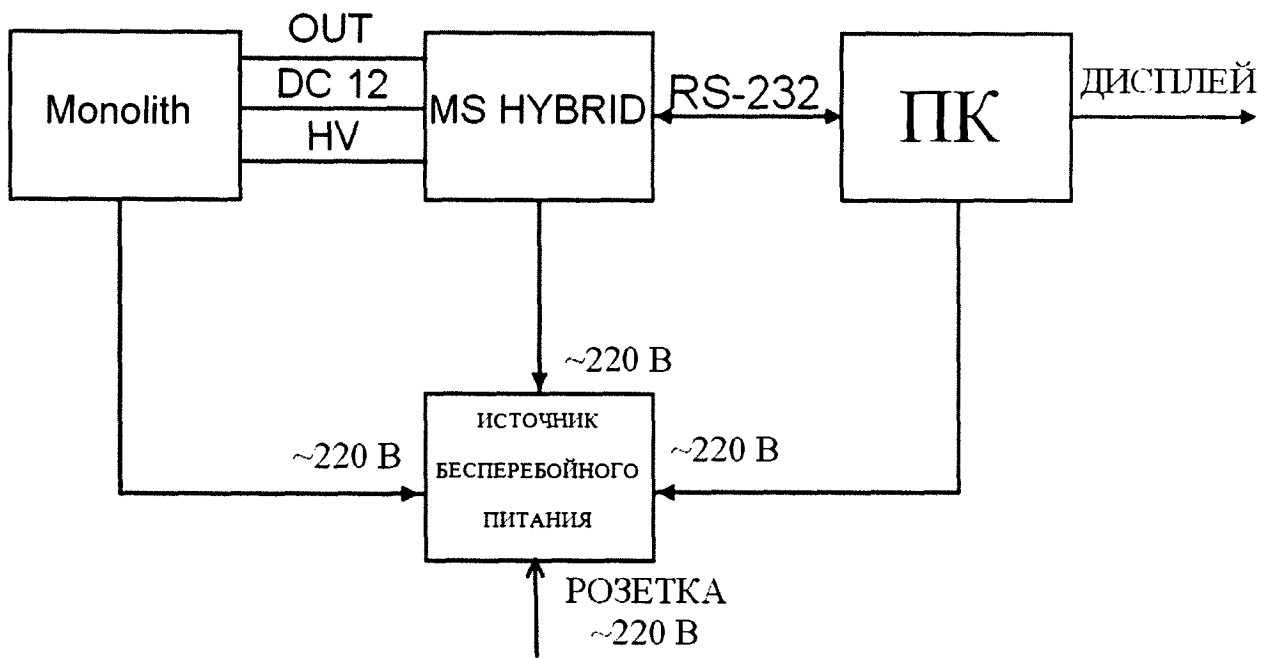 OUT
DC 12
HV
Monolith
MS HYBRID
RS-232
ПК
ДИСПЛЕЙ
~220 В
ИСТОЧНИК
БЕСПЕРЕБОЙНОГО
ПИТАНИЯ
~220 В
~220 В
РОЗЕТКА
~220 В